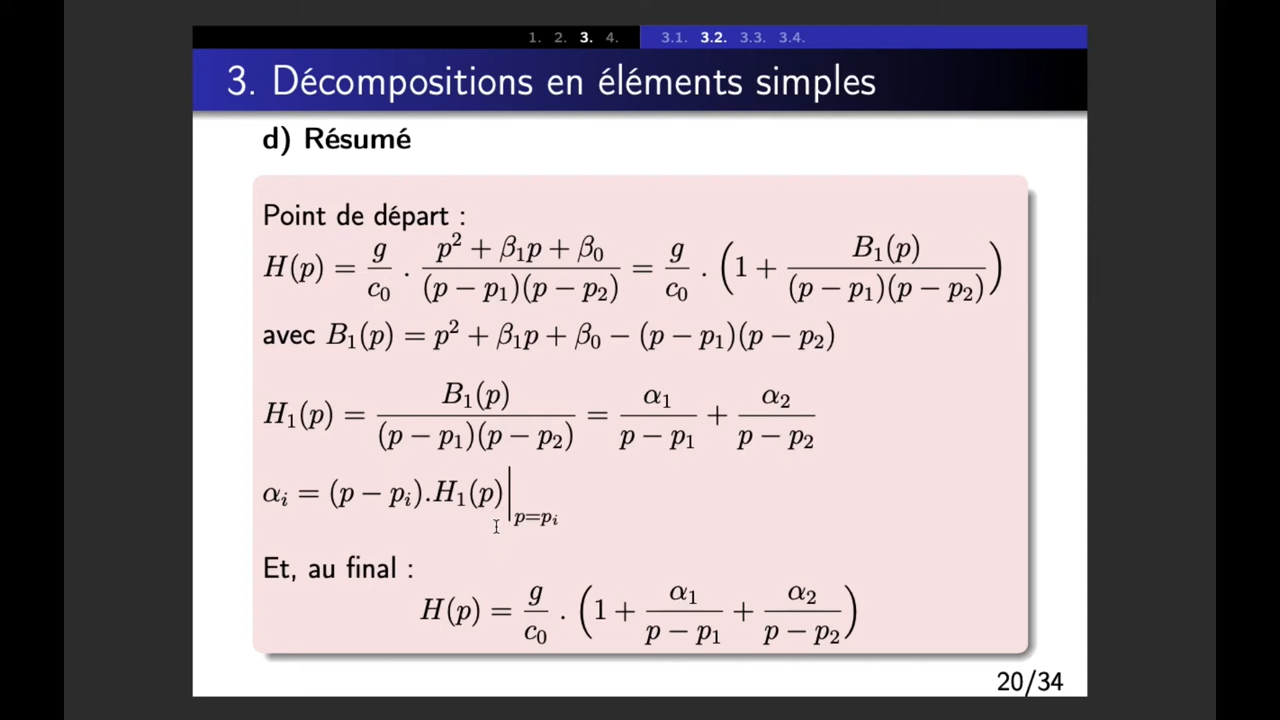 1. 2. 3. 4. 3.1. 3.2. 3.3. 3.4.
3. Décompositions en éléments simples
d) Résumé
Point de départ :
H(p) = g/c₀ . (p² + β₁p + β₀)/((p − p₁)(p − p₂)) = g/c₀ . (1 + B₁(p)/((p − p₁)(p − p₂)))
avec B₁(p) = p² + β₁p + β₀ − (p − p₁)(p − p₂)
H₁(p) = B₁(p)/((p − p₁)(p − p₂)) = α₁/(p − p₁) + α₂/(p − p₂)
αᵢ = (p − pᵢ).H₁(p)|ₚ₌ₚᵢ
Et, au final :
H(p) = g/c₀ . (1 + α₁/(p − p₁) + α₂/(p − p₂))
20/34